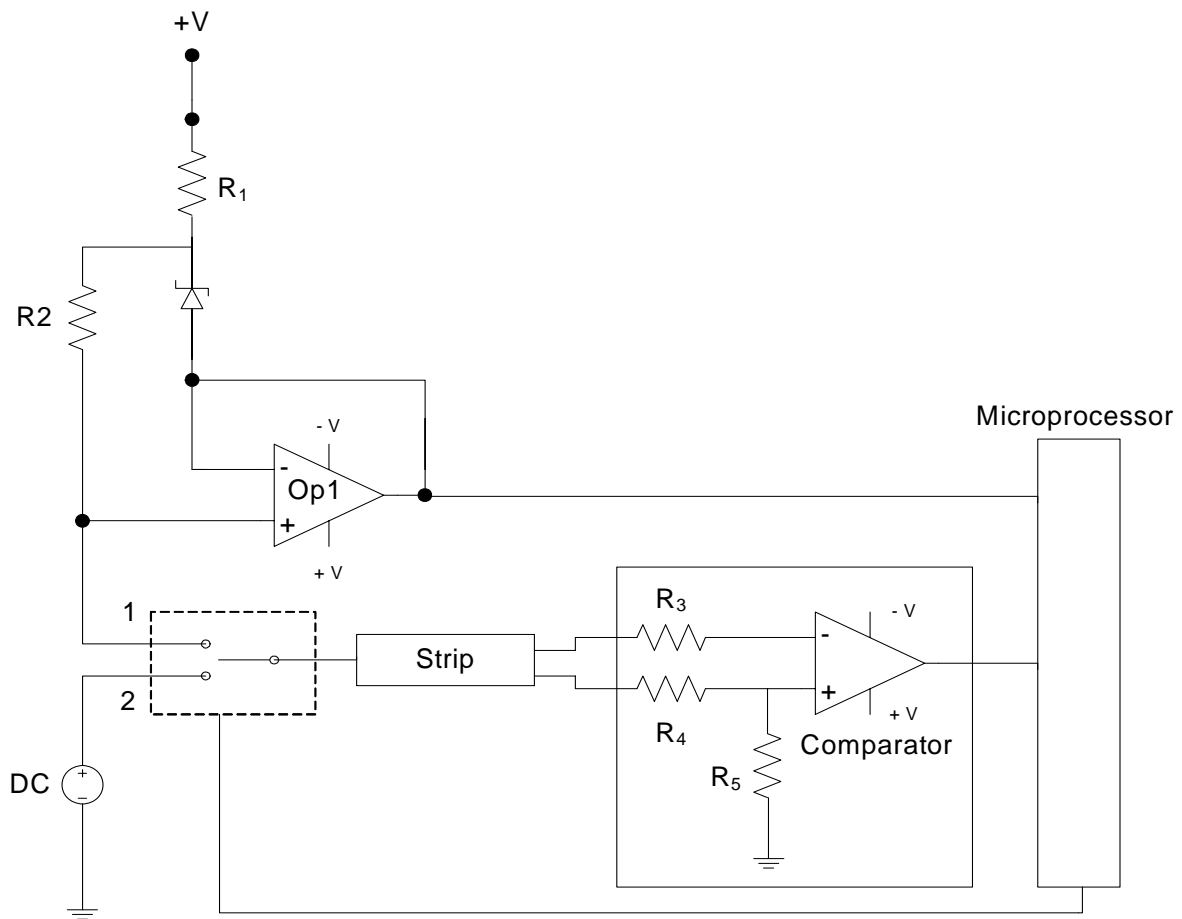 +V
R₁
R2
Microprocessor
- V
-
Op1
+
+ V
1
2
Strip
R₃
R₄
R₅
- V
-
+
+ V
Comparator
DC
+
-